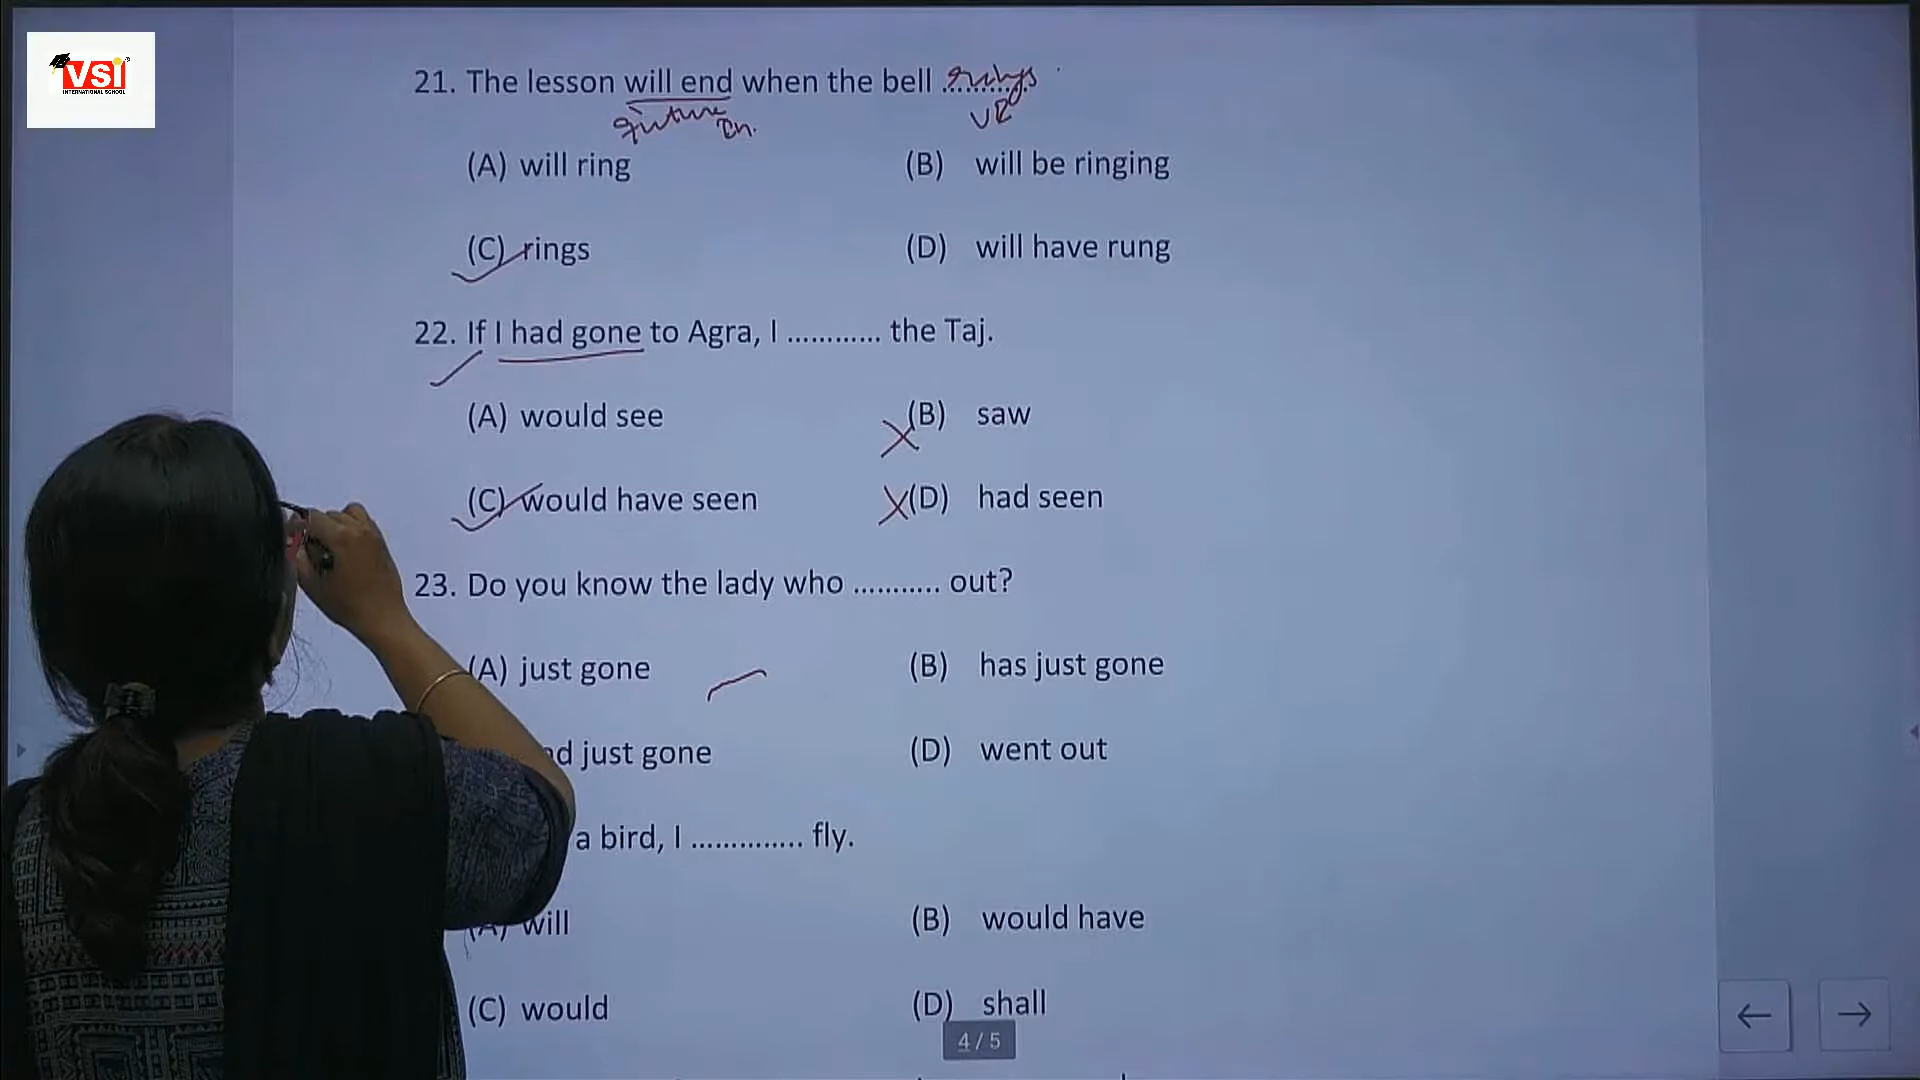 VSI
INTERNATIONAL SCHOOL
21. The lesson will end when the bell .......... rings
future
(A) will ring
(B) will be ringing
(C) rings
(D) will have rung
22. If I had gone to Agra, I ............ the Taj.
(A) would see
(B) saw
(C) would have seen
(D) had seen
23. Do you know the lady who ........... out?
(A) just gone
(B) has just gone
just gone
(D) went out
a bird, I .............. fly.
(A) will
(B) would have
(C) would
(D) shall
4 / 5